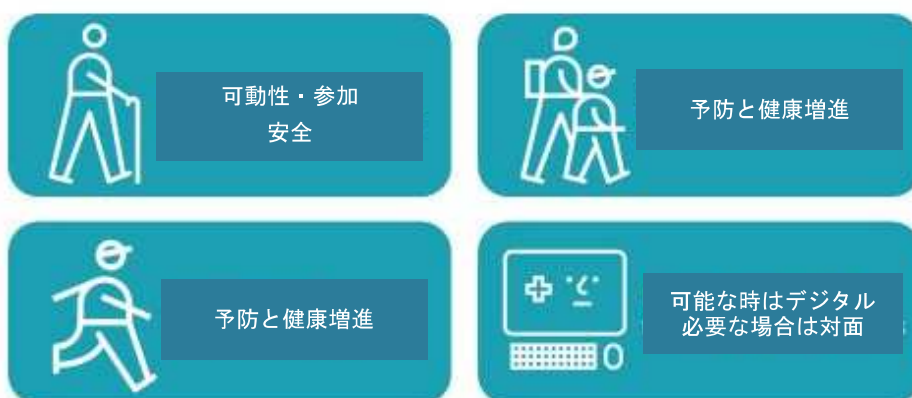 可動性・参加
安全
予防と健康増進
予防と健康増進
可能な時はデジタル
必要な場合は対面